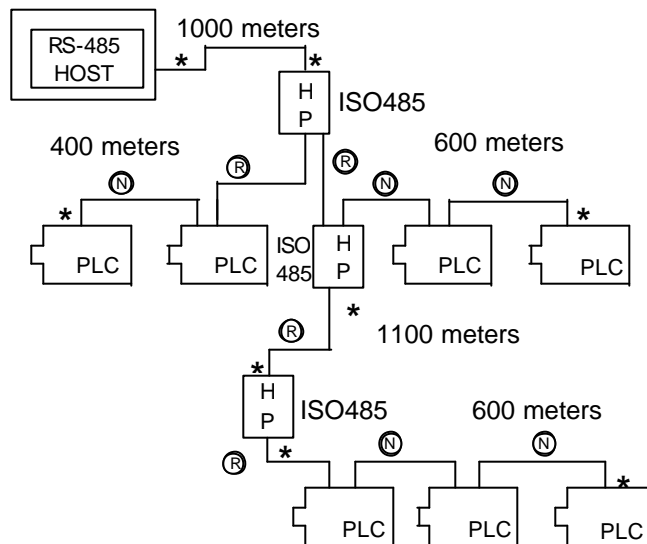 1000 meters
RS-485
HOST
*
*
H
P
ISO485
400 meters
R
R
600 meters
N
N
N
*
*
PLC
PLC
ISO
485
H
P
PLC
PLC
*
R
1100 meters
*
H
P
ISO485
600 meters
R
*
N
N
*
PLC
PLC
PLC